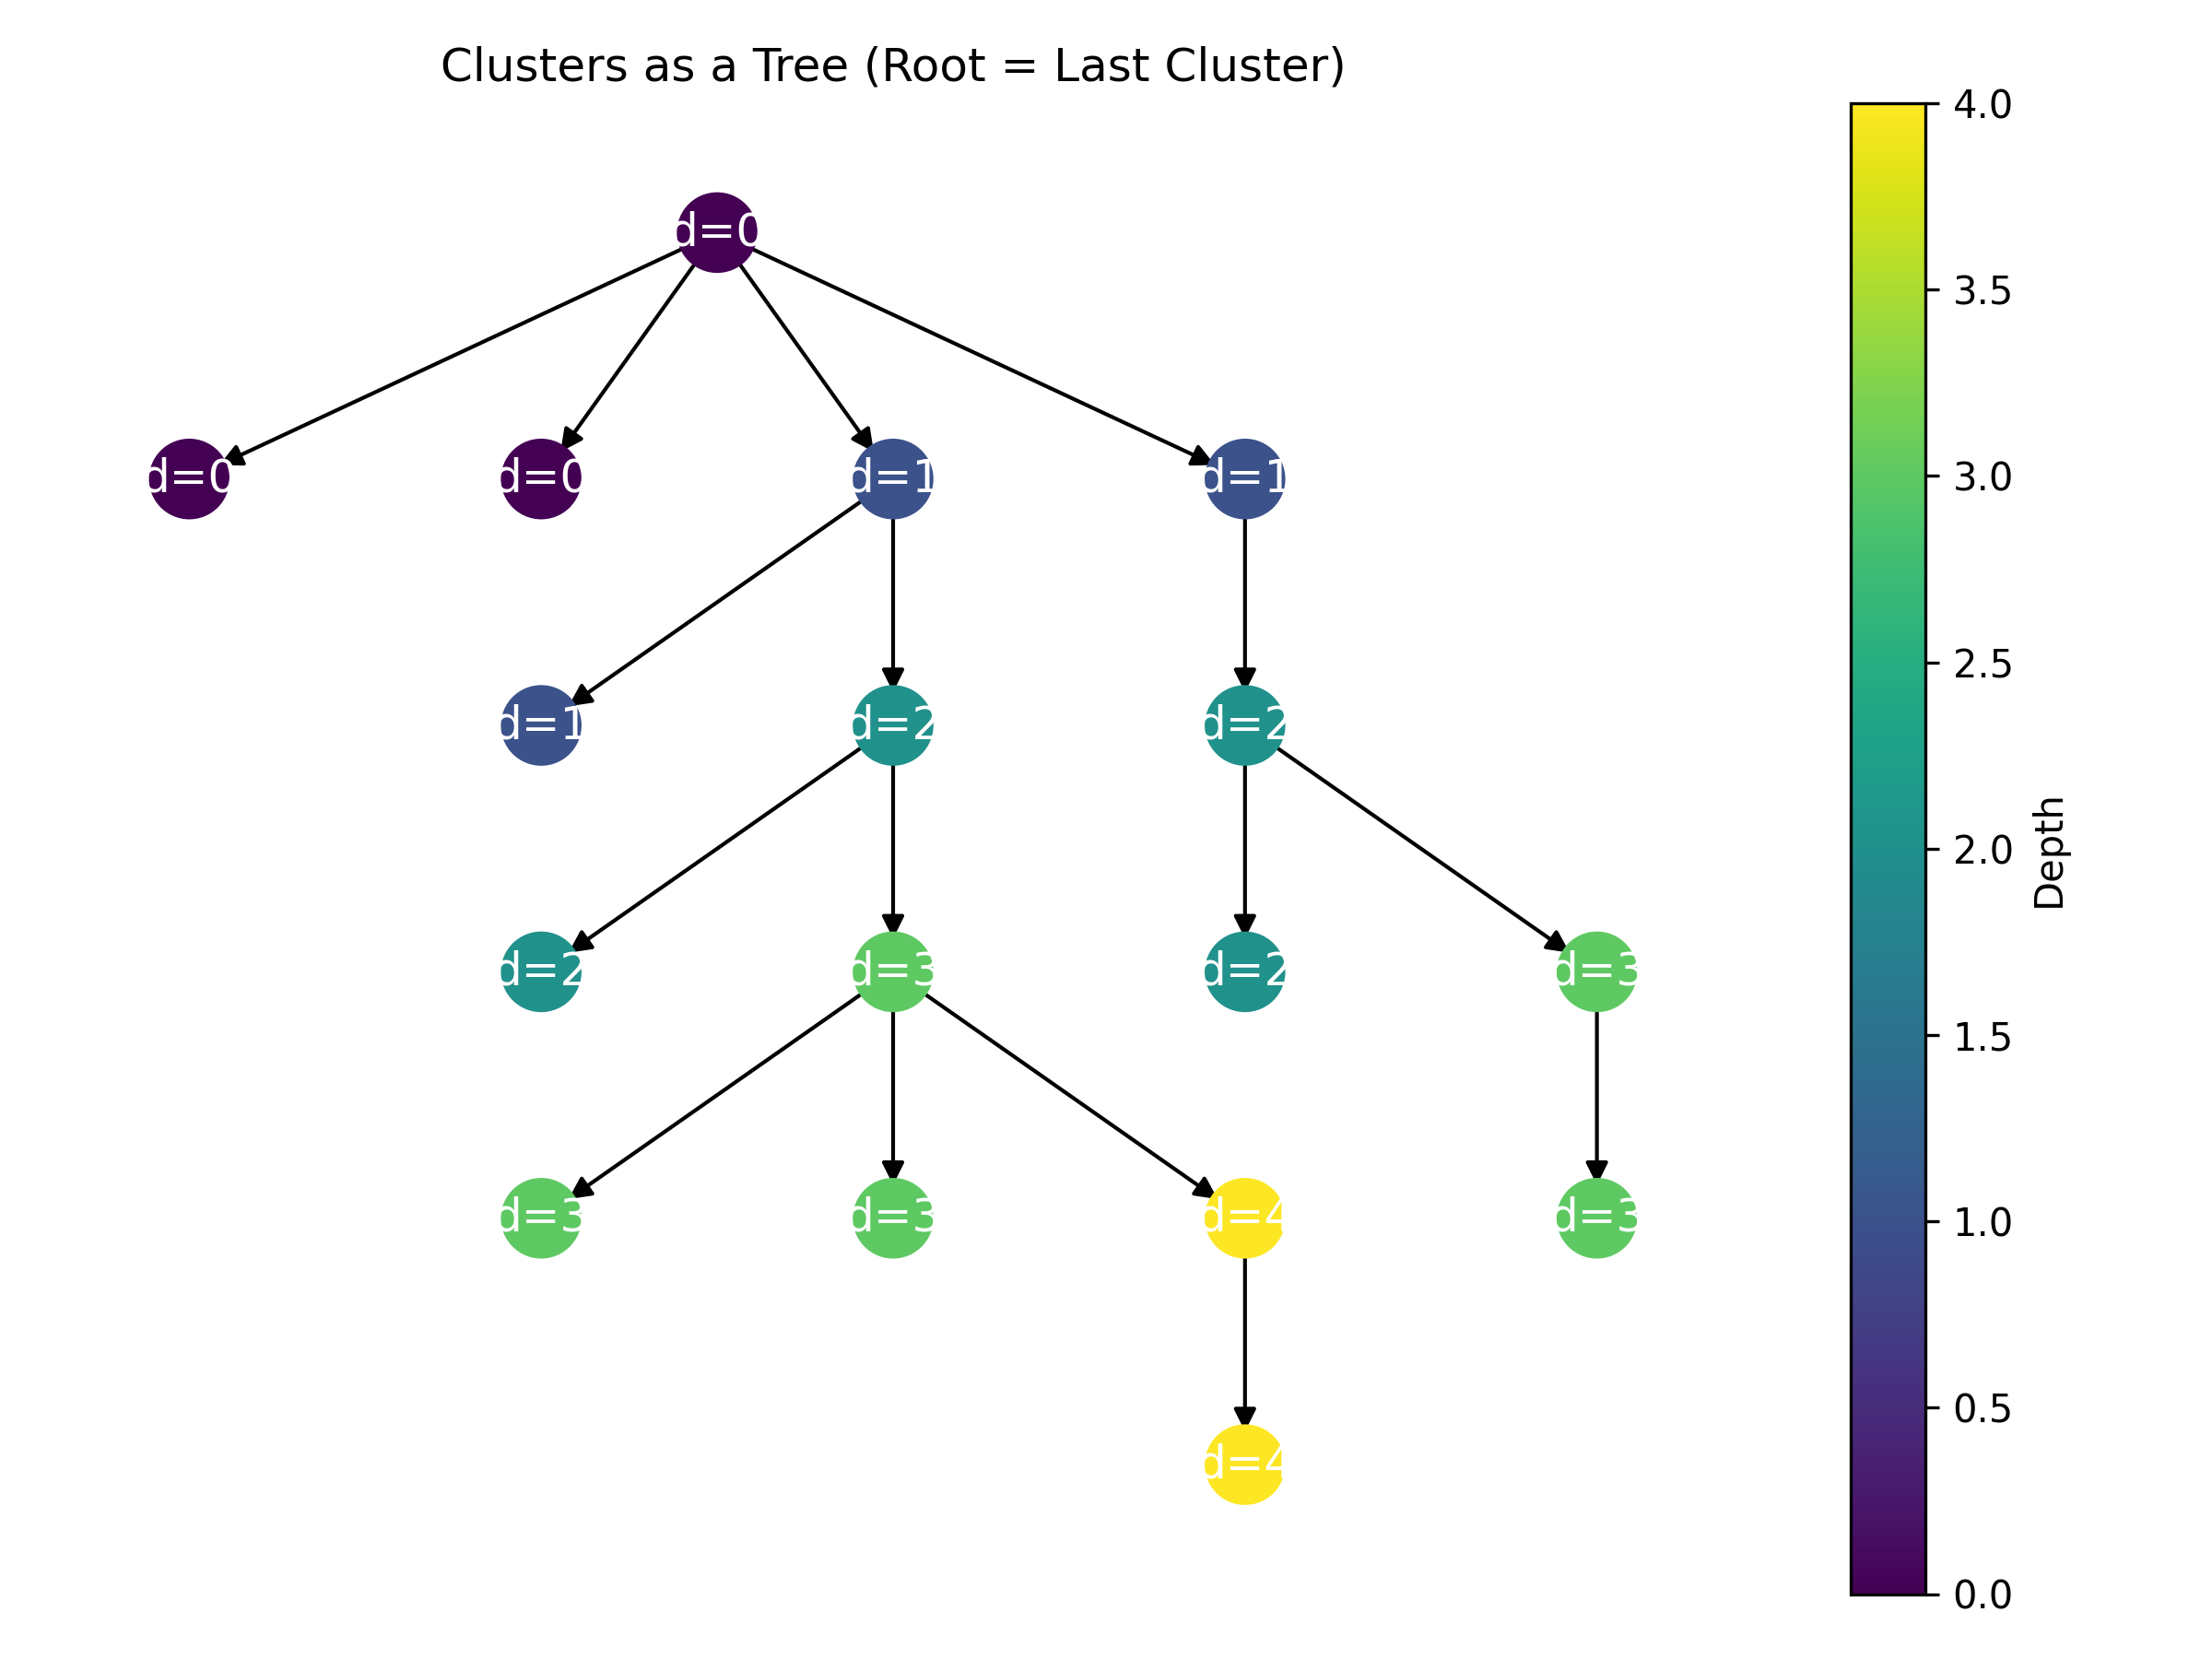 Clusters as a Tree (Root = Last Cluster)
d=0
d=0 d=0 d=1 d=1
d=1 d=2 d=2
d=2 d=3 d=2 d=3
d=3 d=3 d=4 d=3
d=4
4.0
3.5
3.0
2.5
2.0
1.5
1.0
0.5
0.0
Depth